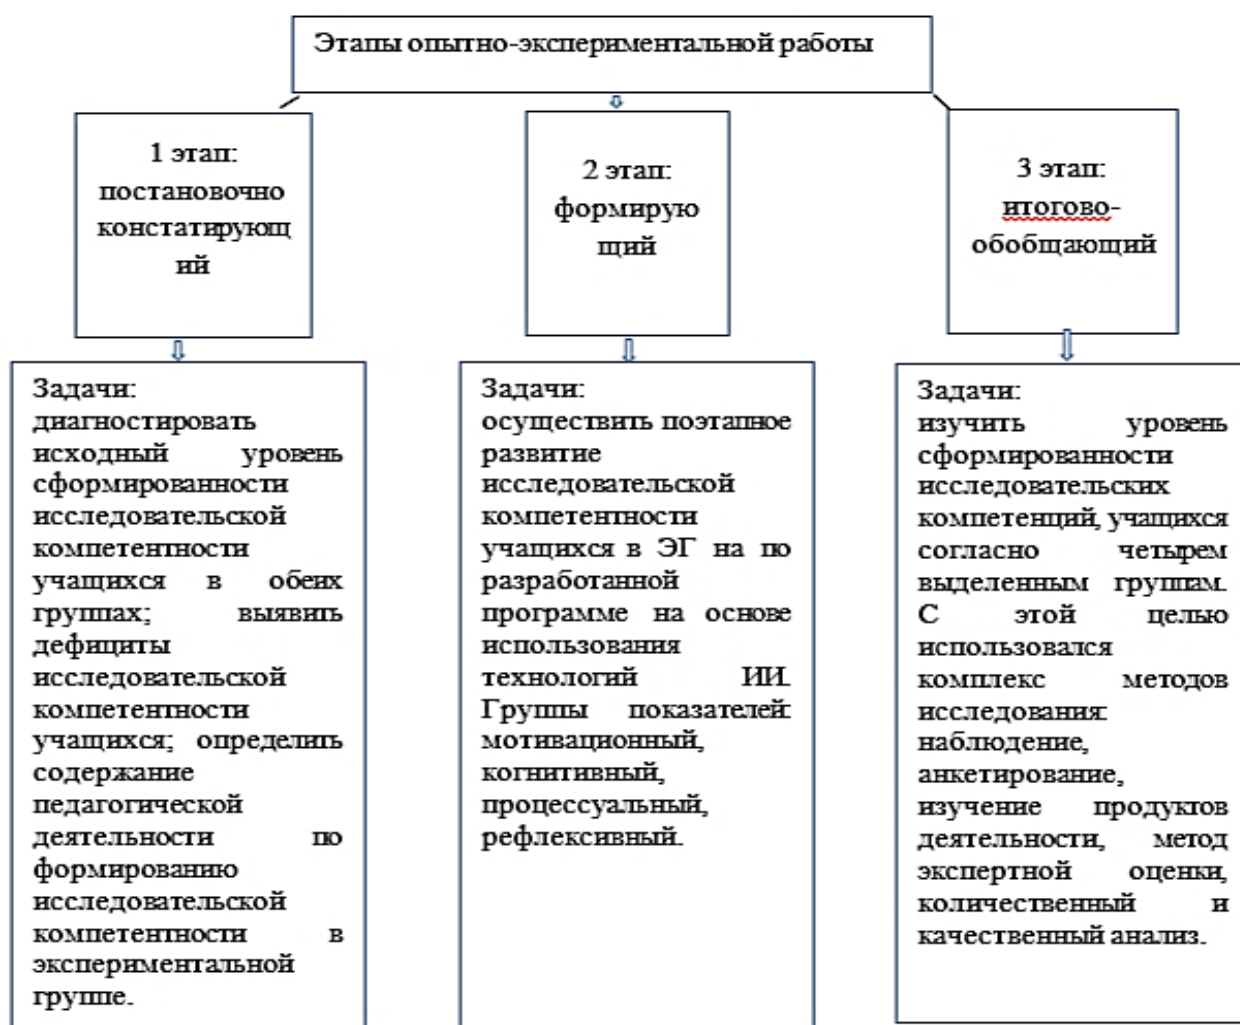 Этапы опытно-экспериментальной работы
1 этап:
постановочно
констатирующ
ий
2 этап:
формирую
щий
3 этап:
итогово-
обобщающий
Задачи:
диагностировать
исходный уровень
сформированности
исследовательской
компетентности
учащихся в обеих
группах; выявить
дефициты
исследовательской
компетентности
учащихся; определить
содержание
педагогической
деятельности по
формированию
исследовательской
компетентности в
экспериментальной
группе.
Задачи:
осуществить поэтапное
развитие
исследовательской
компетентности
учащихся в ЭГ на по
разработанной
программе на основе
использования
технологий ИИ.
Группы показателей:
мотивационный,
когнитивный,
процессуальный,
рефлексивный.
Задачи:
изучить уровень
сформированности
исследовательских
компетенций, учащихся
согласно четырем
выделенным группам.
С этой целью
использовался
комплекс методов
исследования:
наблюдение,
анкетирование,
изучение продуктов
деятельности, метод
экспертной оценки,
количественный и
качественный анализ.